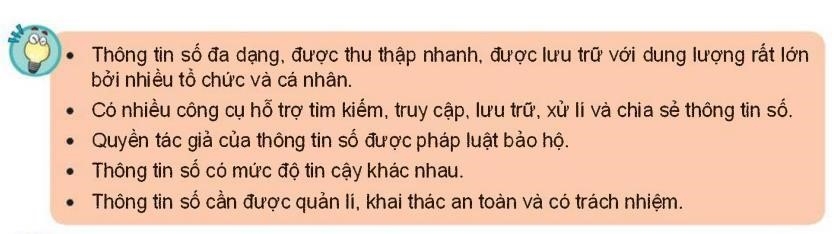 • Thông tin số đa dạng, được thu thập nhanh, được lưu trữ với dung lượng rất lớn
bởi nhiều tổ chức và cá nhân.
• Có nhiều công cụ hỗ trợ tìm kiếm, truy cập, lưu trữ, xử lí và chia sẻ thông tin số.
• Quyền tác giả của thông tin số được pháp luật bảo hộ.
• Thông tin số có mức độ tin cậy khác nhau.
• Thông tin số cần được quản lí, khai thác an toàn và có trách nhiệm.